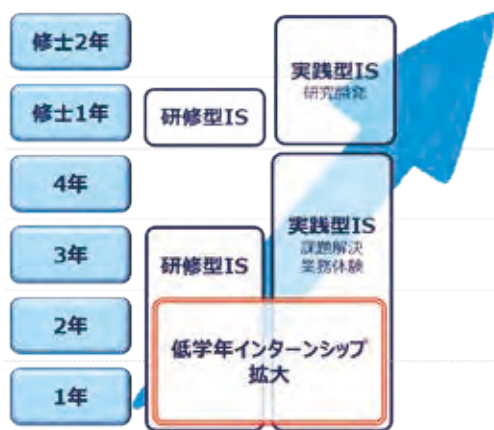 修士2年
修士1年
4年
3年
2年
1年
研修型IS
実践型IS
研究開発
研修型IS
実践型IS
課題解決
業務体験
低学年インターンシップ
拡大